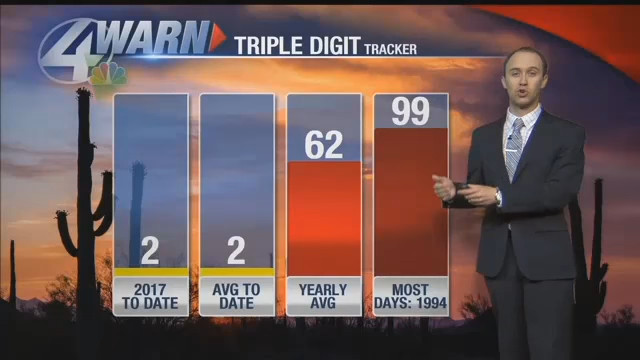 4WARN
TRIPLE DIGIT TRACKER
2
2
62
99
2017
TO DATE
AVG TO
DATE
YEARLY
AVG
MOST
DAYS: 1994